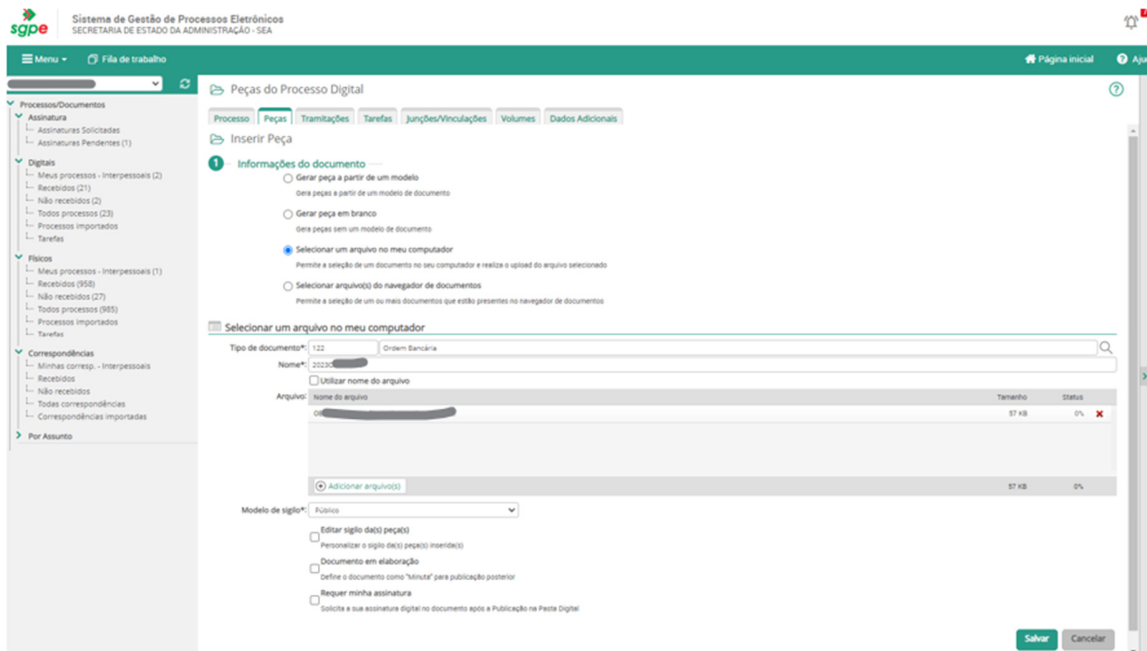 sgpe
Sistema de Gestão de Processos Eletrônicos
SECRETARIA DE ESTADO DA ADMINISTRAÇÃO - SEA
Menu
Fila de trabalho
Página inicial
Aju
Processos/Documentos
Assinatura
Assinaturas Solicitadas
Assinaturas Pendentes (1)
Digitais
Meus processos - Interpessoais (2)
Recebidos (21)
Não recebidos (2)
Todos processos (23)
Processos importados
Tarefas
Físicos
Meus processos - Interpessoais (1)
Recebidos (958)
Não recebidos (27)
Todos processos (985)
Processos importados
Tarefas
Correspondências
Minhas corresp. - Interpessoais
Recebidos
Não recebidos
Todas correspondências
Correspondências importadas
Por Assunto
Peças do Processo Digital
Processo Peças Tramitações Tarefas Junções/Vinculações Volumes Dados Adicionais
Inserir Peça
1 Informações do documento
Gerar peça a partir de um modelo
Gera peças a partir de um modelo de documento
Gerar peça em branco
Gera peças sem um modelo de documento
Selecionar um arquivo no meu computador
Permite a seleção de um documento no seu computador e realiza o upload do arquivo selecionado
Selecionar arquivo(s) do navegador de documentos
Permite a seleção de um ou mais documentos que estão presentes no navegador de documentos
Selecionar um arquivo no meu computador
Tipo de documento*: 122 Ordem Bancária
Nome*:
Utilizar nome do arquivo
Arquivo: Nome do arquivo Tamanho Status
57 KB 0%
Adicionar arquivo(s) 57 KB 0%
Modelo de sigilo*: Público
Editar sigilo da(s) peça(s)
Personalizar o sigilo da(s) peça(s) inserida(s)
Documento em elaboração
Define o documento como "Minuta" para publicação posterior
Requer minha assinatura
Solicita a sua assinatura digital no documento após a Publicação na Pasta Digital
Salvar Cancelar